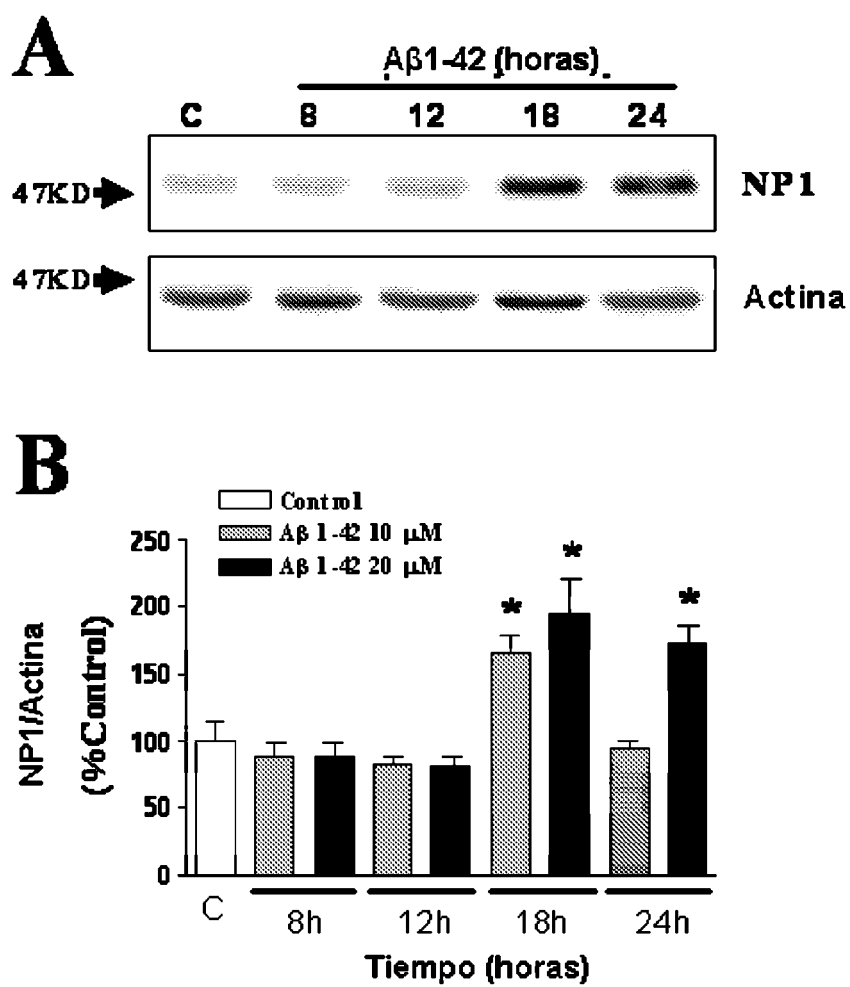 A
Aβ1-42 (horas)
C 8 12 18 24
47KD NP1
47KD Actina
B
Control
Aβ 1-42 10 μM
Aβ 1-42 20 μM
NP1/Actina
(%Control)
250
200
150
100
50
0
* * *
C 8h 12h 18h 24h
Tiempo (horas)